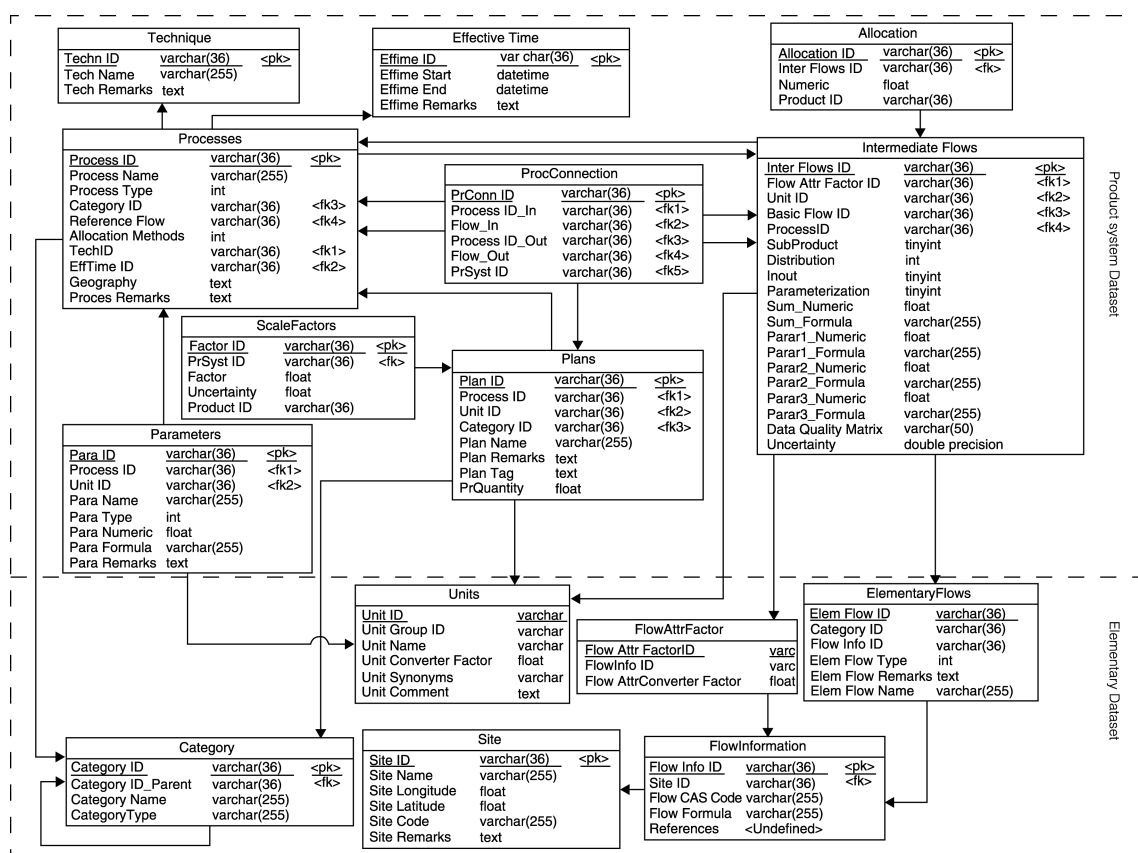 Technique
Techn ID varchar(36) <pk>
Tech Name varchar(255)
Tech Remarks text
Effective Time
Effime ID var char(36) <pk>
Effime Start datetime
Effime End datetime
Effime Remarks text
Allocation
Allocation ID varchar(36) <pk>
Inter Flows ID varchar(36) <fk>
Numeric float
Product ID varchar(36)
Processes
Process ID varchar(36) <pk>
Process Name varchar(255)
Process Type int
Category ID varchar(36) <fk3>
Reference Flow varchar(36) <fk4>
Allocation Methods int
TechID varchar(36) <fk1>
EffTime ID varchar(36) <fk2>
Geography text
Proces Remarks text
ProcConnection
PrConn ID varchar(36) <pk>
Process ID_In varchar(36) <fk1>
Flow_In varchar(36) <fk2>
Process ID_Out varchar(36) <fk3>
Flow_Out varchar(36) <fk4>
PrSyst ID varchar(36) <fk5>
Intermediate Flows
Inter Flows ID varchar(36) <pk>
Flow Attr Factor ID varchar(36) <fk1>
Unit ID varchar(36) <fk2>
Basic Flow ID varchar(36) <fk3>
ProcessID varchar(36) <fk4>
SubProduct tinyint
Distribution int
Inout tinyint
Parameterization tinyint
Sum_Numeric float
Sum_Formula varchar(255)
Parar1_Numeric float
Parar1_Formula varchar(255)
Parar2_Numeric float
Parar2_Formula varchar(255)
Parar3_Numeric float
Parar3_Formula varchar(255)
Data Quality Matrix varchar(50)
Uncertainty double precision
Product system Dataset
ScaleFactors
Factor ID varchar(36) <pk>
PrSyst ID varchar(36) <fk>
Factor float
Uncertainty float
Product ID varchar(36)
Plans
Plan ID varchar(36) <pk>
Process ID varchar(36) <fk1>
Unit ID varchar(36) <fk2>
Category ID varchar(36) <fk3>
Plan Name varchar(255)
Plan Remarks text
Plan Tag text
PrQuantity float
Parameters
Para ID varchar(36) <pk>
Process ID varchar(36) <fk1>
Unit ID varchar(36) <fk2>
Para Name varchar(255)
Para Type int
Para Numeric float
Para Formula varchar(255)
Para Remarks text
Units
Unit ID varchar
Unit Group ID varchar
Unit Name varchar
Unit Converter Factor float
Unit Synonyms varchar
Unit Comment text
FlowAttrFactor
Flow Attr FactorID varc
FlowInfo ID varc
Flow AttrConverter Factor float
ElementaryFlows
Elem Flow ID varchar(36)
Category ID varchar(36)
Flow Info ID varchar(36)
Elem Flow Type int
Elem Flow Remarks text
Elem Flow Name varchar(255)
Elementary Dataset
Category
Category ID varchar(36) <pk>
Category ID_Parent varchar(36) <fk>
Category Name varchar(255)
CategoryType varchar(255)
Site
Site ID varchar(36) <pk>
Site Name varchar(255)
Site Longitude float
Site Latitude float
Site Code varchar(255)
Site Remarks text
FlowInformation
Flow Info ID varchar(36) <pk>
Site ID varchar(36) <fk>
Flow CAS Code varchar(255)
Flow Formula varchar(255)
References <Undefined>